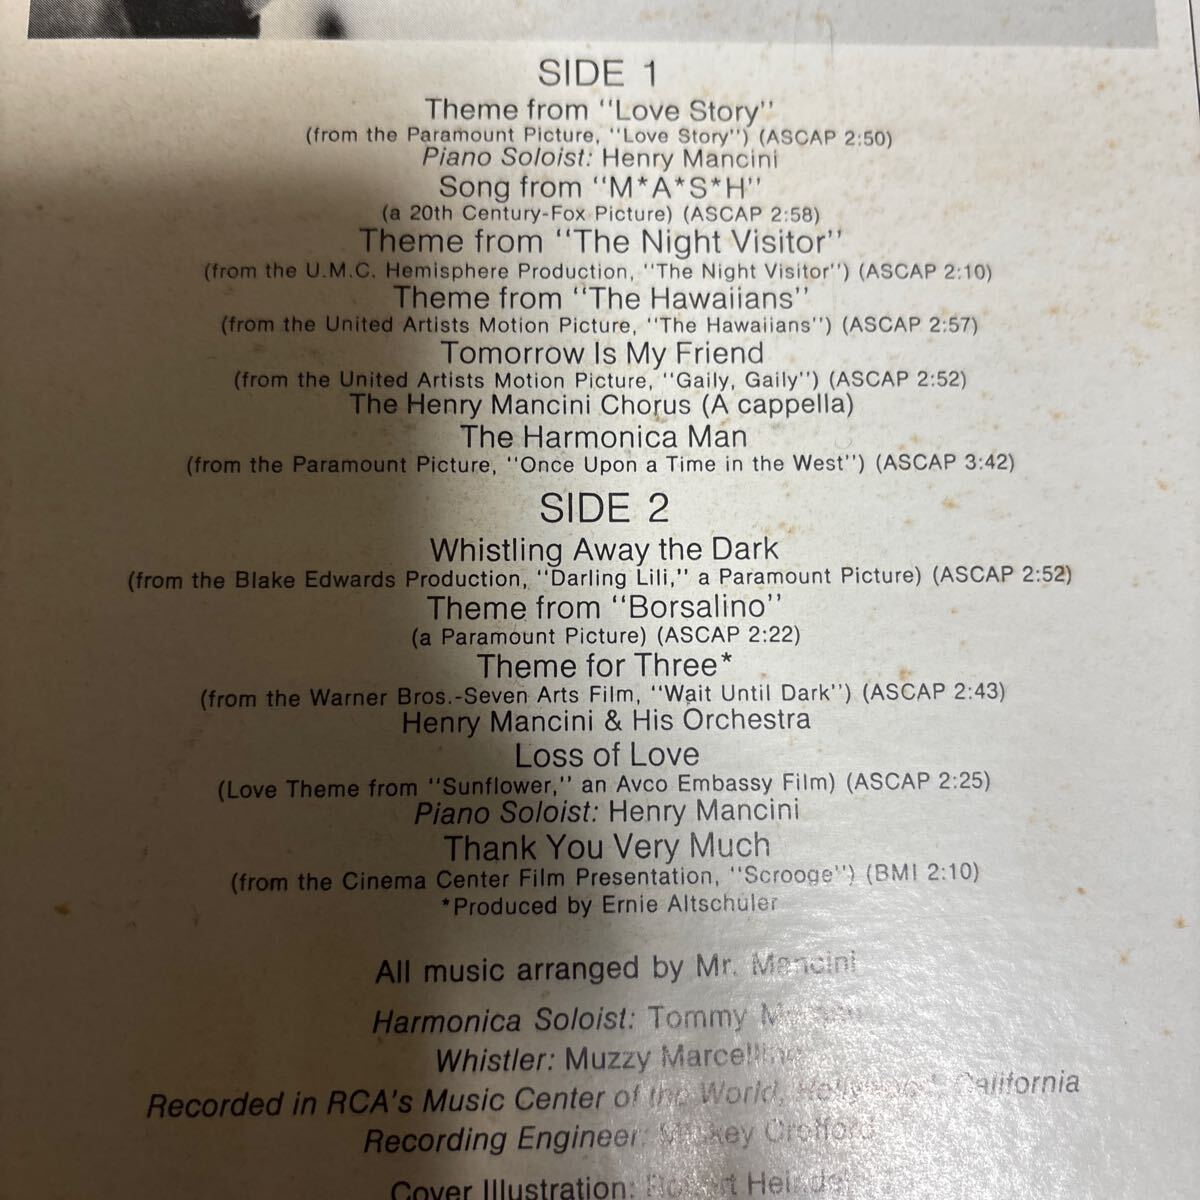 SIDE 1
Theme from "Love Story"
(from the Paramount Picture, "Love Story") (ASCAP 2:50)
Piano Soloist: Henry Mancini
Song from "M*A*S*H"
(a 20th Century-Fox Picture) (ASCAP 2:58)
Theme from "The Night Visitor"
(from the U.M.C. Hemisphere Production, "The Night Visitor") (ASCAP 2:10)
Theme from "The Hawaiians"
(from the United Artists Motion Picture, "The Hawaiians") (ASCAP 2:57)
Tomorrow Is My Friend
(from the United Artists Motion Picture, "Gaily, Gaily") (ASCAP 2:52)
The Henry Mancini Chorus (A cappella)
The Harmonica Man
(from the Paramount Picture, "Once Upon a Time in the West") (ASCAP 3:42)
SIDE 2
Whistling Away the Dark
(from the Blake Edwards Production, "Darling Lili," a Paramount Picture) (ASCAP 2:52)
Theme from "Borsalino"
(a Paramount Picture) (ASCAP 2:22)
Theme for Three*
(from the Warner Bros.-Seven Arts Film, "Wait Until Dark") (ASCAP 2:43)
Henry Mancini & His Orchestra
Loss of Love
(Love Theme from "Sunflower," an Avco Embassy Film) (ASCAP 2:25)
Piano Soloist: Henry Mancini
Thank You Very Much
(from the Cinema Center Film Presentation, "Scrooge") (BMI 2:10)
*Produced by Ernie Altschuler
All music arranged by Mr. Mancini
Harmonica Soloist: Tommy
Whistler: Muzzy Marcellino
Recorded in RCA's Music Center of the World, Hollywood, California
Recording Engineer: Mickey
Cover Illustration: Robert